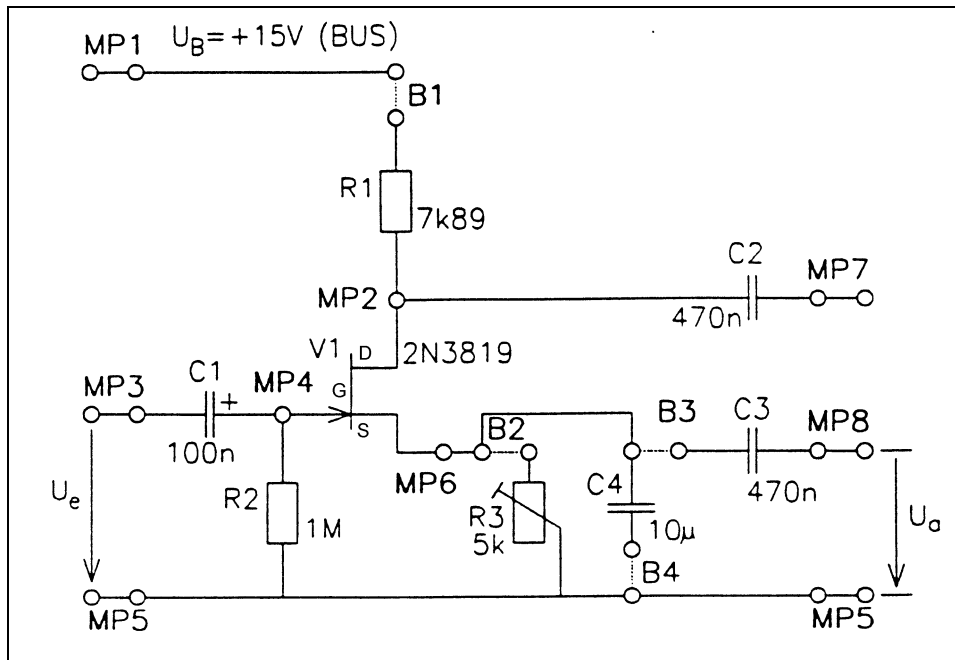 MP1
U_B=+15V (BUS)
B1
R1
7k89
MP2
C2
MP7
470n
V1
D
2N3819
MP3
C1
+
MP4
G
S
100n
B2
B3
C3
MP8
MP6
470n
U_e
R2
1M
R3
5k
C4
10µ
U_a
B4
MP5
MP5